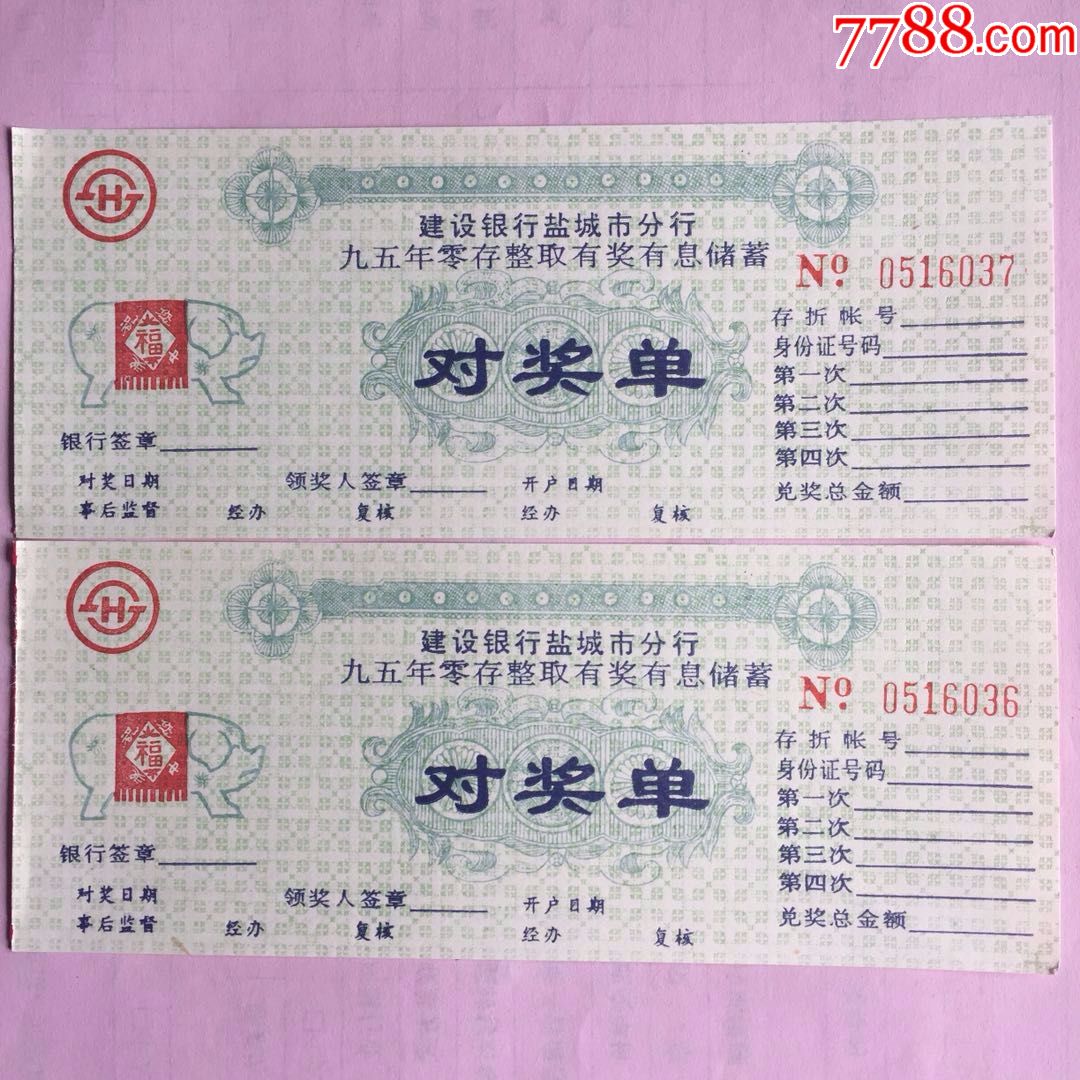 7788.com
建设银行盐城市分行
九五年零存整取有奖有息储蓄
№ 0516037
对奖单
福
存折帐号
身份证号码
第一次
第二次
第三次
第四次
兑奖总金额
银行签章
对奖日期
领奖人签章
开户日期
事后监督 经办 复核 经办 复核
建设银行盐城市分行
九五年零存整取有奖有息储蓄
№ 0516036
对奖单
福
存折帐号
身份证号码
第一次
第二次
第三次
第四次
兑奖总金额
银行签章
对奖日期
领奖人签章
开户日期
事后监督 经办 复核 经办 复核